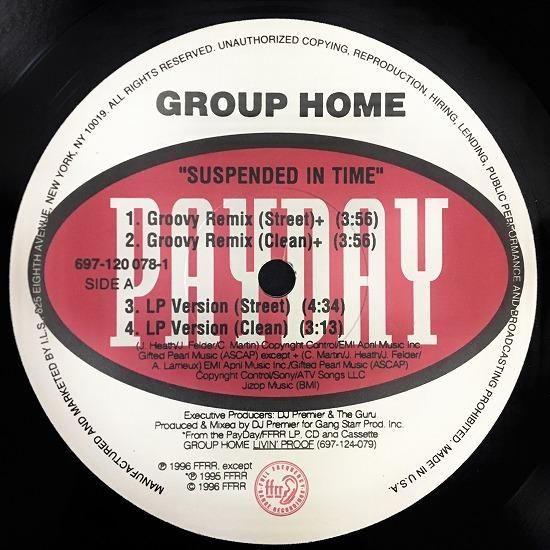 MANUFACTURED AND MARKETED BY I.L.S. 825 EIGHTH AVENUE, NEW YORK, NY 10019. ALL RIGHTS RESERVED. UNAUTHORIZED COPYING, REPRODUCTION, HIRING, LENDING, PUBLIC PERFORMANCE AND BROADCASTING PROHIBITED. MADE IN U.S.A.
GROUP HOME
"SUSPENDED IN TIME"
PAYDAY
1. Groovy Remix (Street)+ (3:56)
2. Groovy Remix (Clean)+ (3:56)
697-120 078-1
SIDE A
3. LP Version (Street) (4:34)
4. LP Version (Clean) (3:13)
(J. Heath/J. Felder/C. Martin) Copyright Control/EMI April Music Inc.
Gifted Pearl Music (ASCAP) except + (C. Martin/J. Heath/J. Felder/
A. Larrieux) EMI April Music Inc./Gifted Pearl Music (ASCAP)
Copyright Control/Sony/ATV Songs LLC
Jizop Music (BMI)
Executive Producers: DJ Premier & The Guru
Produced & Mixed by DJ Premier for Gang Starr Prod. Inc.
*From the PayDay/FFRR LP, CD and Cassette
GROUP HOME LIVIN' PROOF (697-124-079)
℗ 1996 FFRR, except
*℗ 1995 FFRR
© 1996 FFRR
FULL FREQUENCY
ffrr
RANGE RECORDINGS